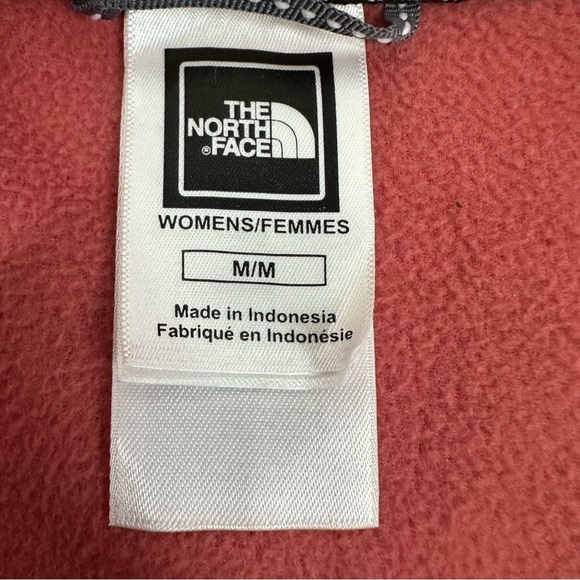 THE
NORTH
®FACE
WOMENS/FEMMES
M/M
Made in Indonesia
Fabriqué en Indonésie